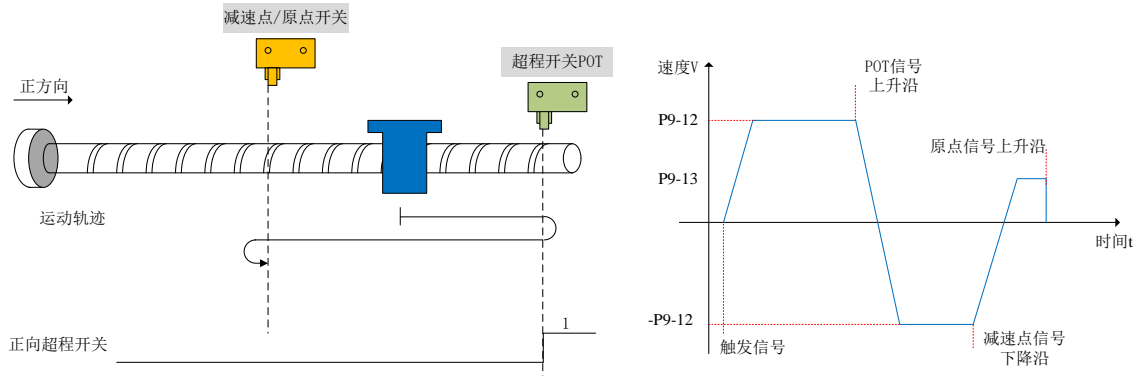 减速点/原点开关
超程开关POT
正方向
运动轨迹
正向超程开关
1
速度V
POT信号
上升沿
P9-12
原点信号上升沿
P9-13
时间t
-P9-12
触发信号
减速点信号
下降沿